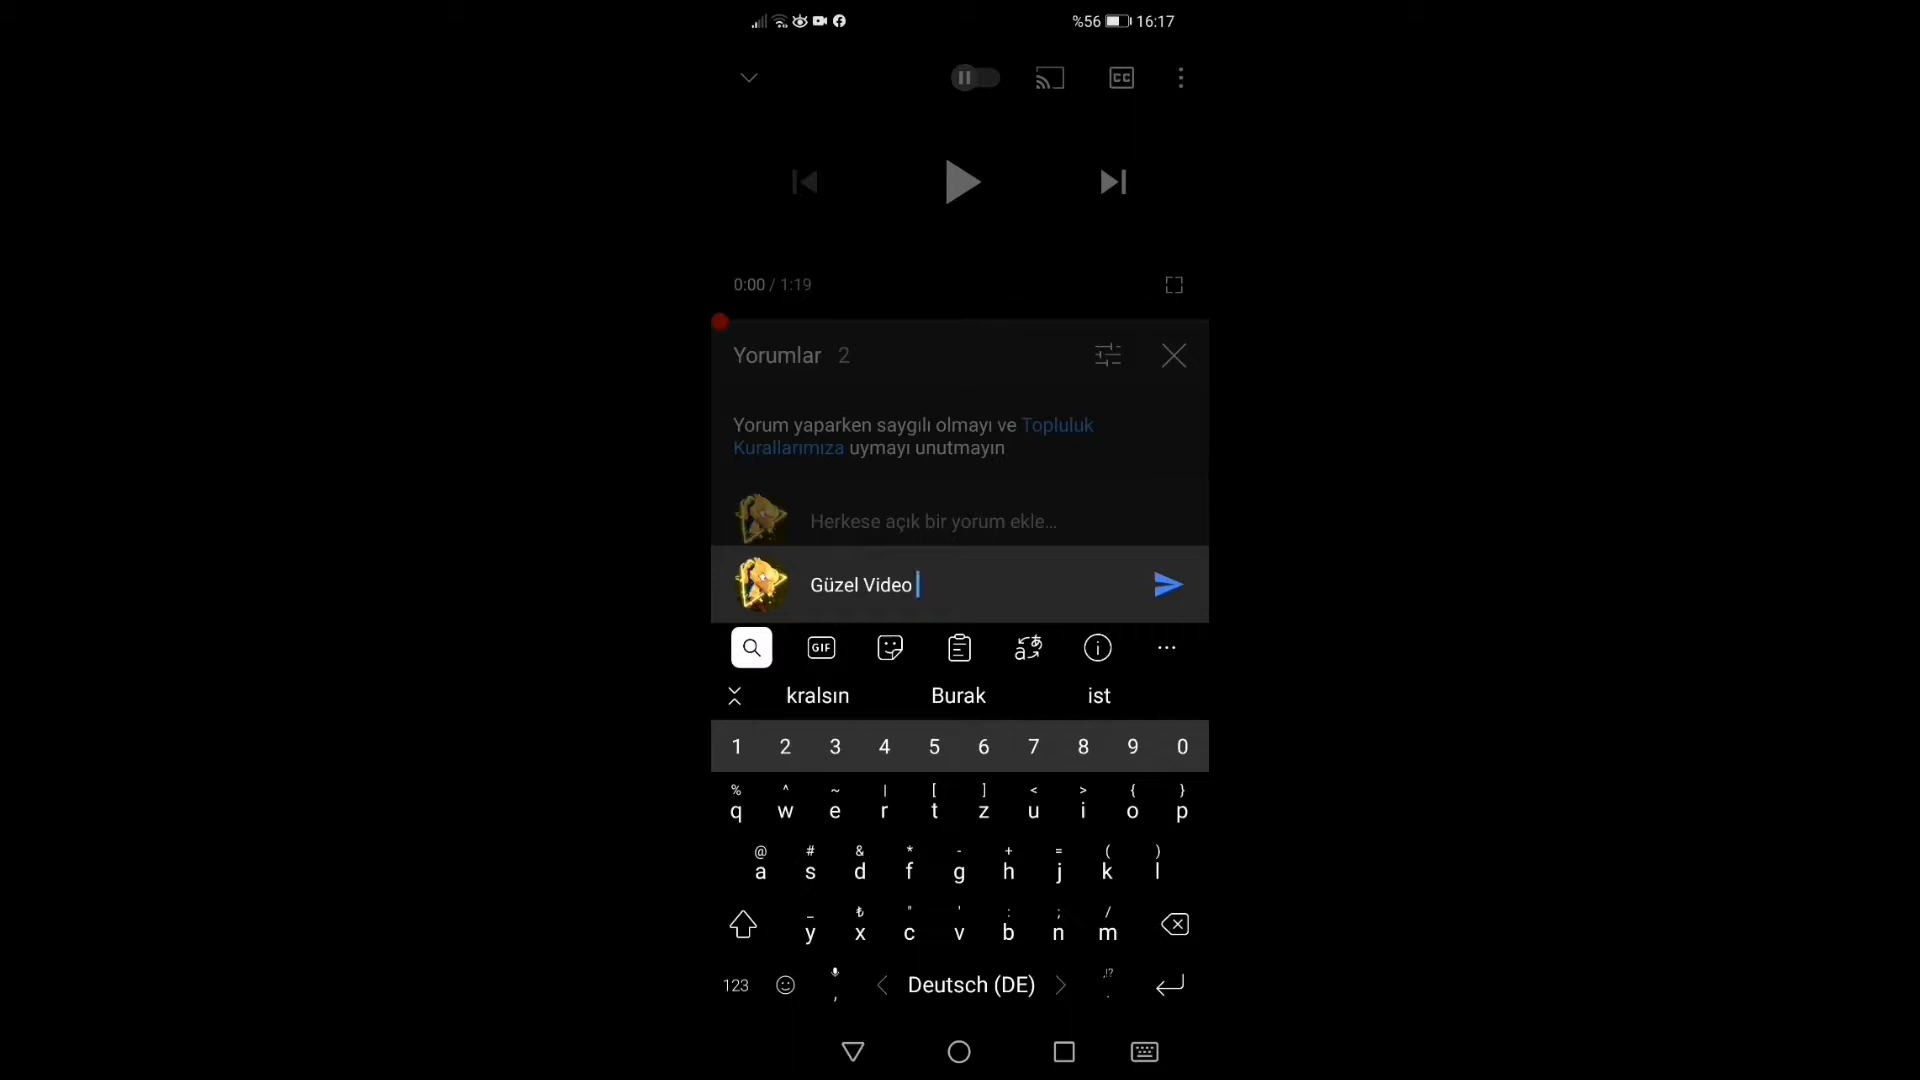 %56 16:17
CC
0:00 / 1:19
Yorumlar 2
Yorum yaparken saygılı olmayı ve Topluluk
Kurallarımıza uymayı unutmayın
Herkese açık bir yorum ekle...
Güzel Video
GIF
kralsın Burak ist
1 2 3 4 5 6 7 8 9 0
% ^ ~ | [ ] < > { }
q w e r t z u i o p
@ # & * - + = ( )
a s d f g h j k l
_ ₺ " ' : ; /
y x c v b n m
,!?
123 , < Deutsch (DE) > .